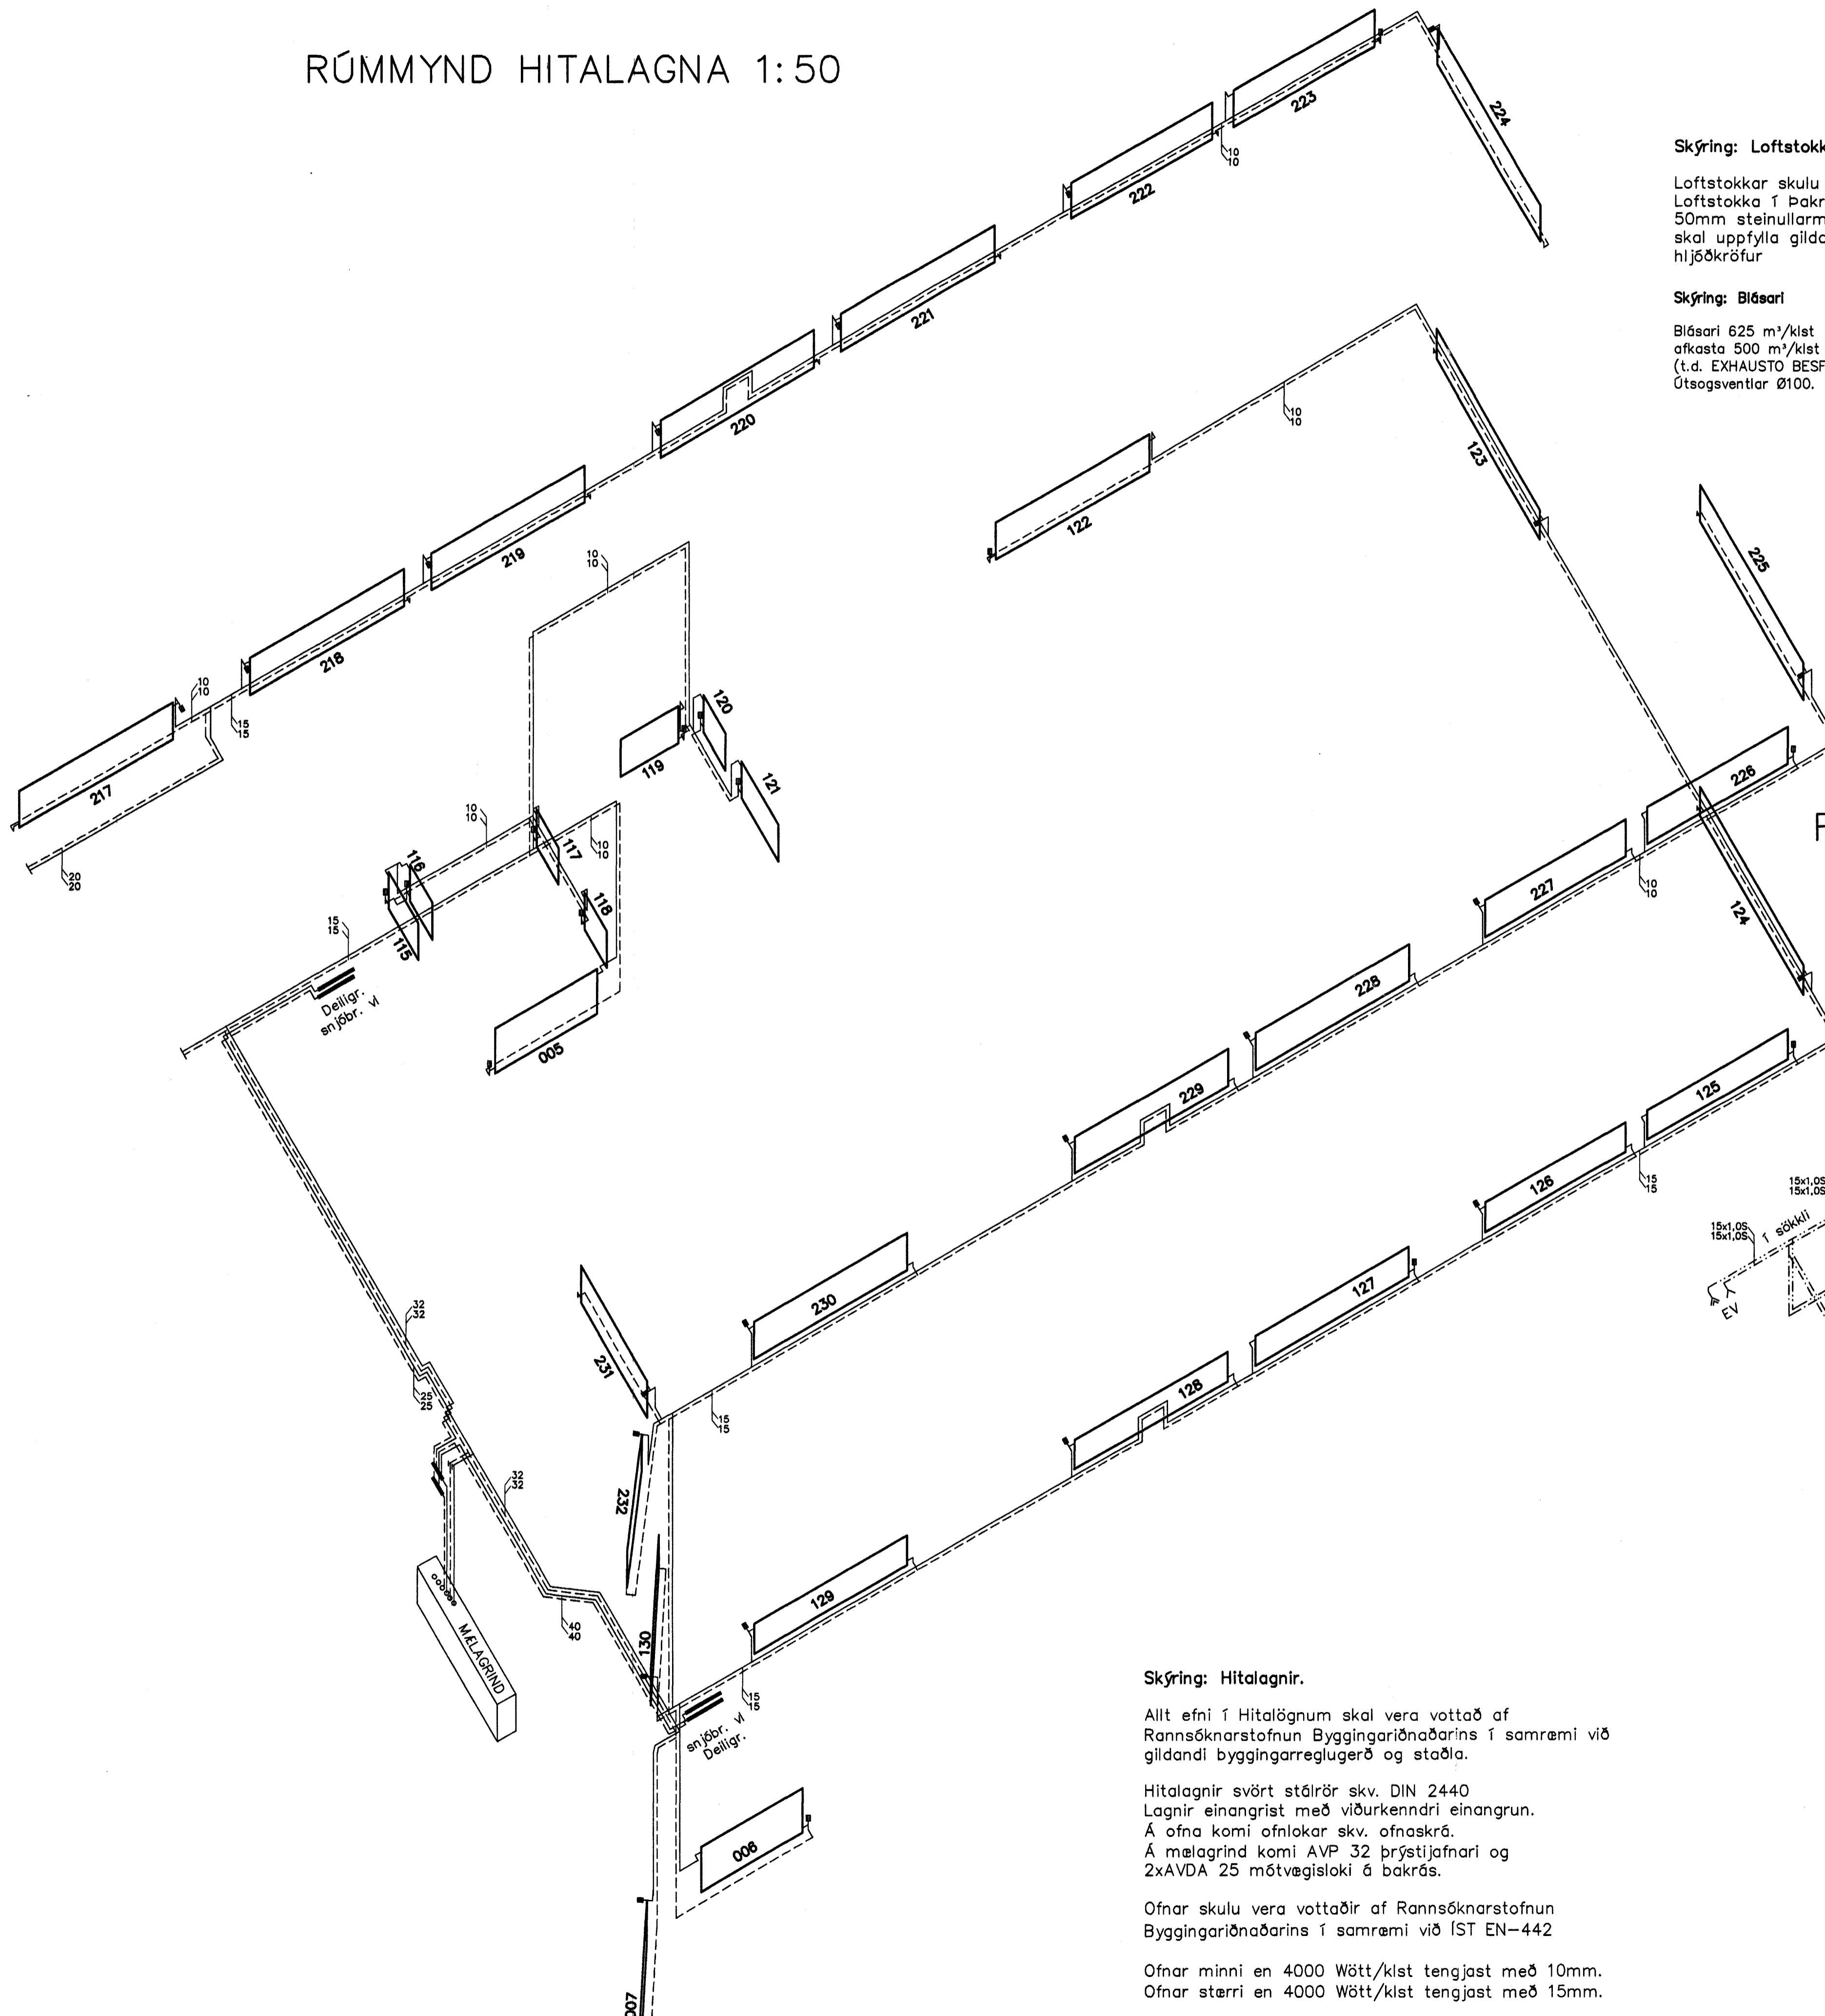 RÚMMYND HITALAGNA 1:50
223
224
10
10
222
221
220
219
218
10
10
15
15
217
20
20
Skýring:
Loftstokkar skulu
Loftstokka í Þakr
50mm
skal uppfylla
hljóðkröfur
Skýring: Blásari
Blásari 625 m³/klst
afkasta 500 m³/klst
(t.d. EXHAUSTO
Útsogsventlar Ø100.
10
10
123
122
225
10
10
120
119
121
10
10
117
10
10
116
118
115
15
15
Deiligr.
snjóbr. vl
005
226
227
10
10
124
228
229
125
126
15
15
127
128
230
231
15
15
15x1,0S
15x1,0S
15x1,0S
15x1,0S
í sökkli
EV
32
32
25
25
32
32
232
129
130
40
40
MÆLAGRIND
15
15
snjóbr. vl
Deiligr.
006
007
Skýring: Hitalagnir.
Allt efni í Hitalögnum skal vera vottað af
Rannsóknarstofnun Byggingariðnaðarins í samræmi við
gildandi byggingarreglugerð og staðla.
Hitalagnir svört stálrör skv. DIN 2440
Lagnir einangrist með viðurkenndri einangrun.
Á ofna komi ofnlokar skv. ofnaskrá.
Á mælagrind komi AVP 32 þrýstijafnari og
2xAVDA 25 mótvægisloki á bakrás.
Ofnar skulu vera vottaðir af Rannsóknarstofnun
Byggingariðnaðarins í samræmi við ÍST EN-442
Ofnar minni en 4000 Wött/klst tengjast með 10mm.
Ofnar stærri en 4000 Wött/klst tengjast með 15mm.